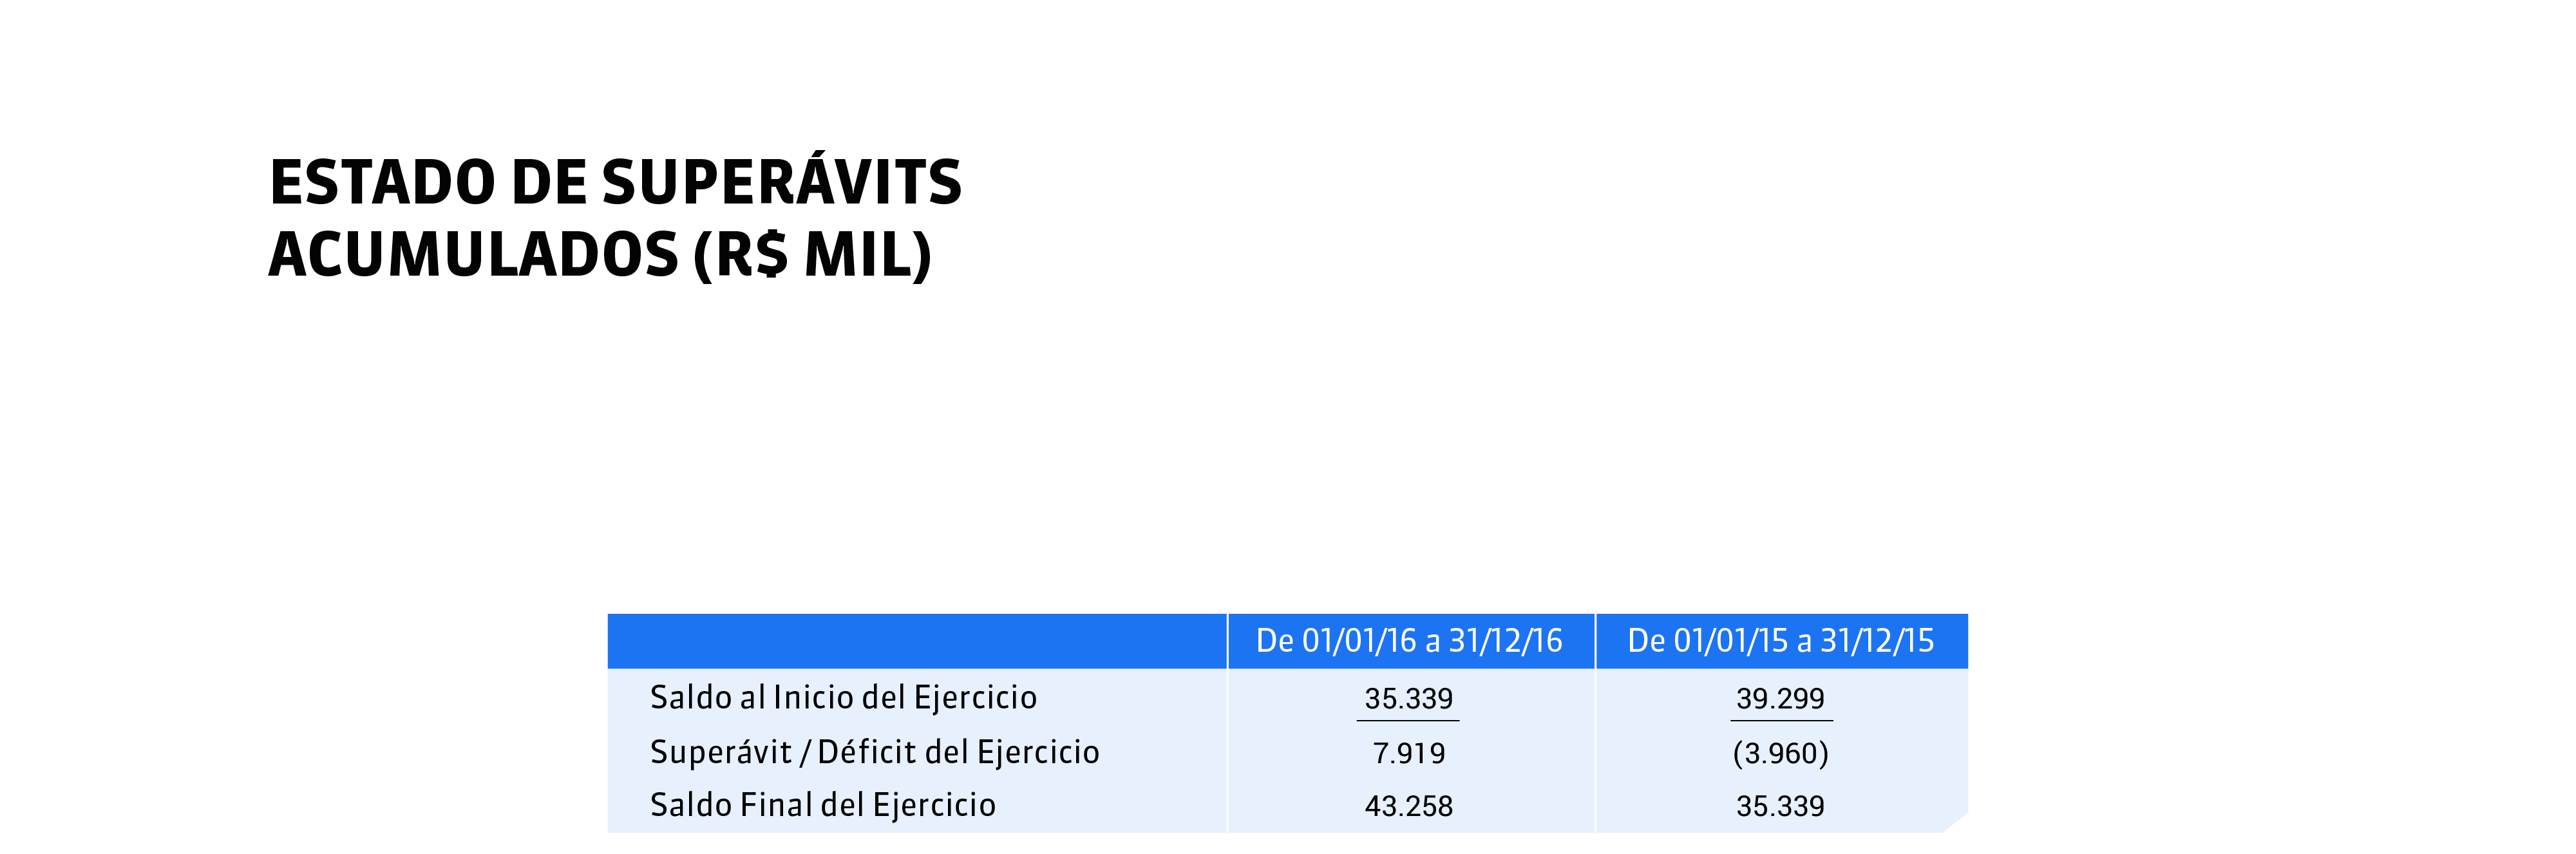 ESTADO DE SUPERÁVITS
ACUMULADOS (R$ MIL)
De 01/01/16 a 31/12/16 De 01/01/15 a 31/12/15
Saldo al Inicio del Ejercicio 35.339 39.299
Superávit / Déficit del Ejercicio 7.919 (3.960)
Saldo Final del Ejercicio 43.258 35.339